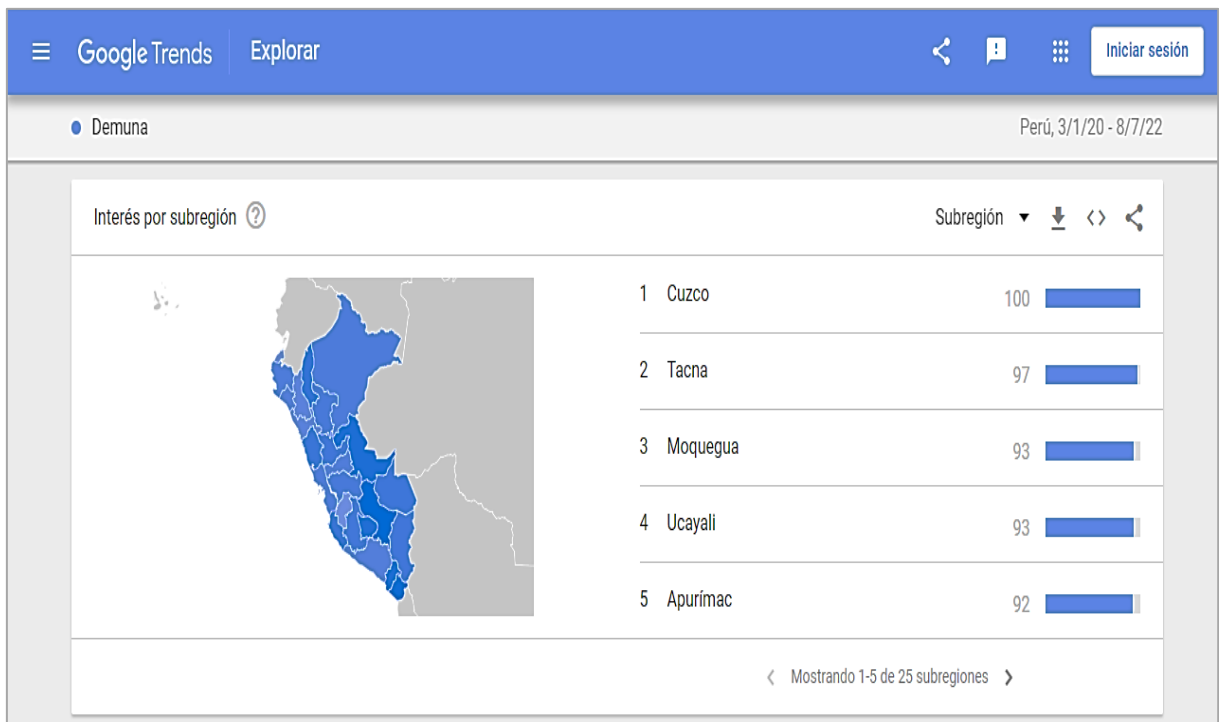 Google Trends Explorar Iniciar sesión
Demuna Perú, 3/1/20 - 8/7/22
Interés por subregión Subregión
1 Cuzco 100
2 Tacna 97
3 Moquegua 93
4 Ucayali 93
5 Apurímac 92
Mostrando 1-5 de 25 subregiones